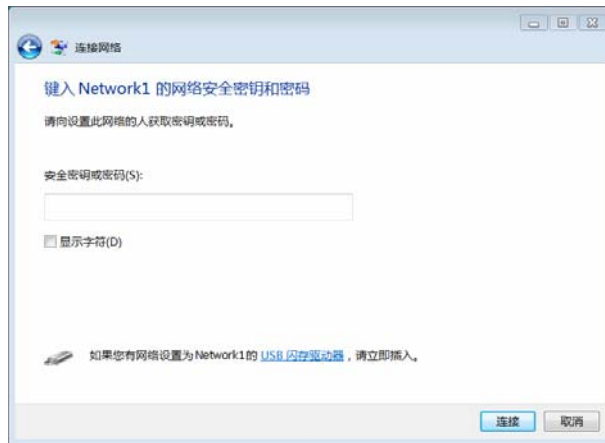 连接网络
键入 Network1 的网络安全密钥和密码
请向设置此网络的人获取密钥或密码。
安全密钥或密码(S):
显示字符(D)
如果您有网络设置为Network1的 USB 闪存驱动器，请立即插入。
连接 取消